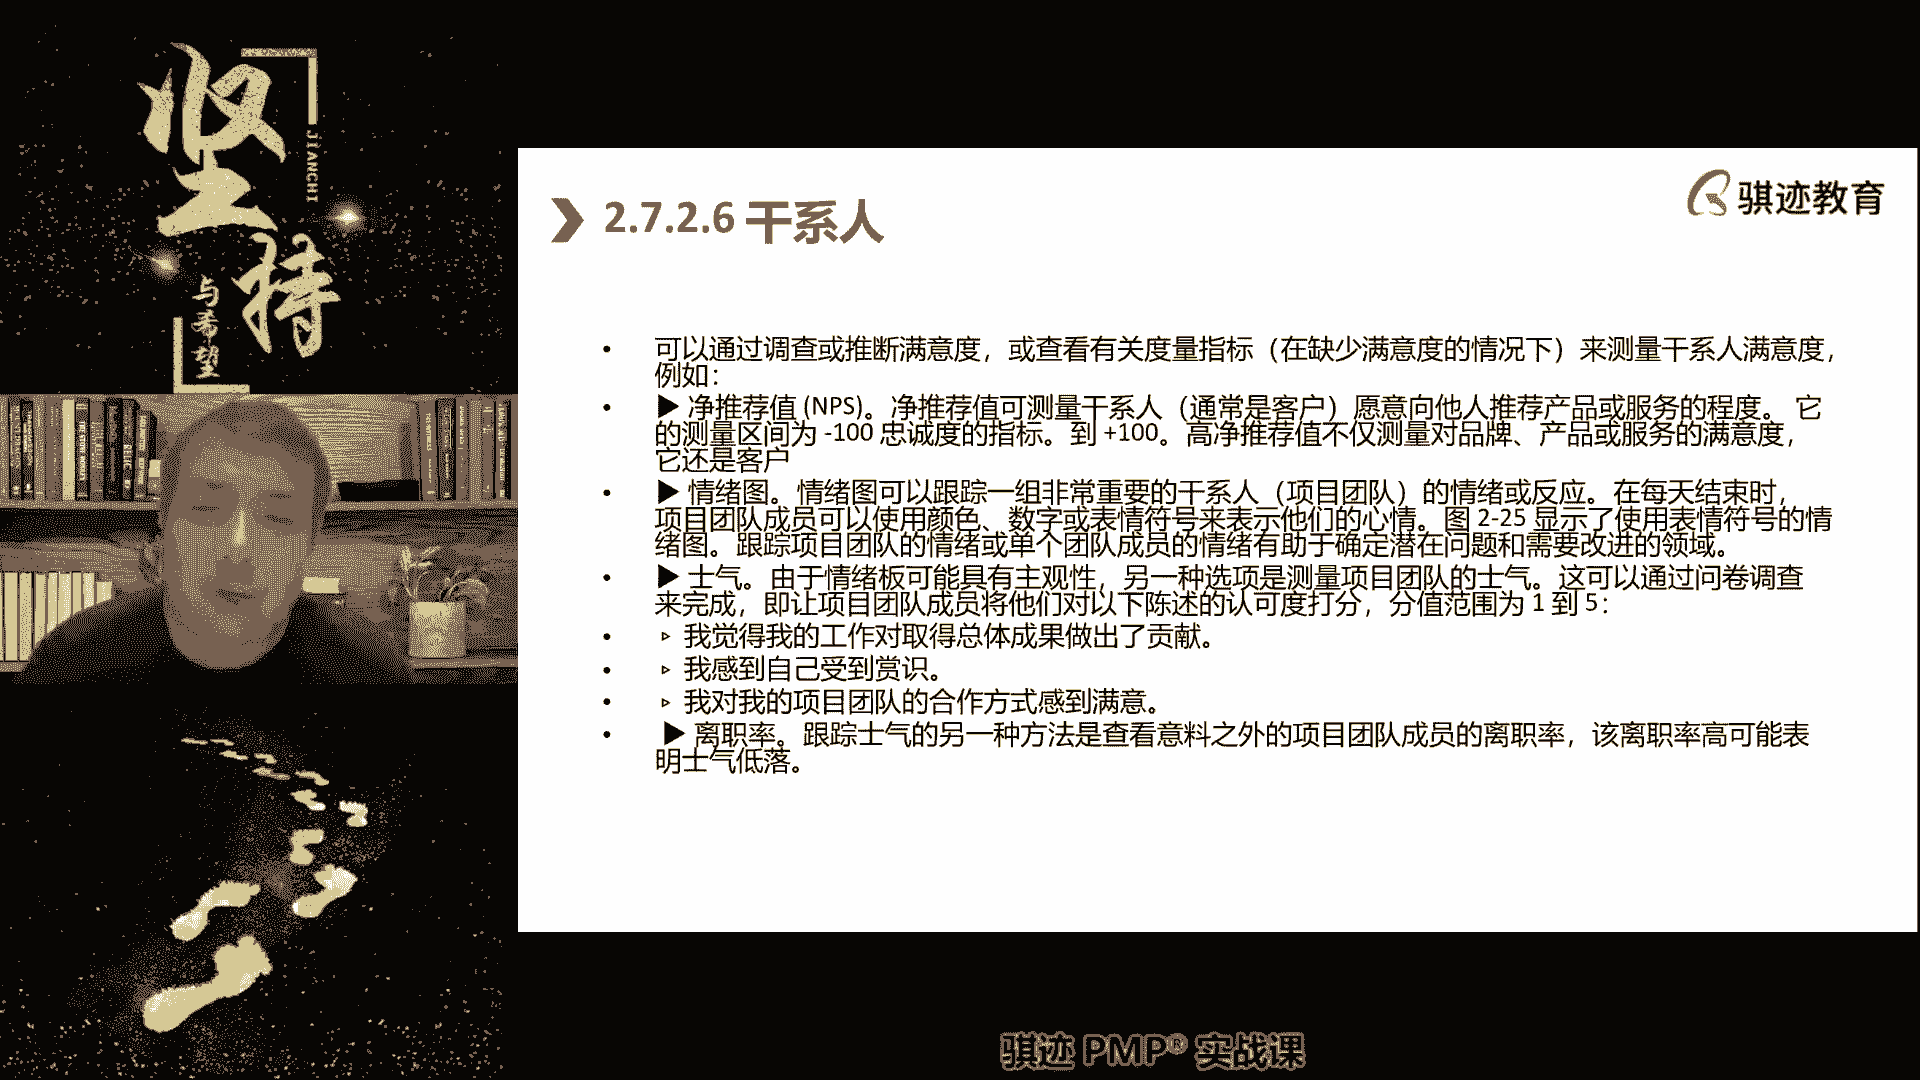 坚持
JIANCHI
与希望
骐迹教育
2.7.2.6 干系人
• 可以通过调查或推断满意度，或查看有关度量指标（在缺少满意度的情况下）来测量干系人满意度，
例如：
• ▶ 净推荐值 (NPS)。净推荐值可测量干系人（通常是客户）愿意向他人推荐产品或服务的程度。 它
的测量区间为 -100 忠诚度的指标。到 +100。高净推荐值不仅测量对品牌、产品或服务的满意度，
它还是客户
• ▶ 情绪图。情绪图可以跟踪一组非常重要的干系人（项目团队）的情绪或反应。在每天结束时，
项目团队成员可以使用颜色、数字或表情符号来表示他们的心情。图 2-25 显示了使用表情符号的情
绪图。跟踪项目团队的情绪或单个团队成员的情绪有助于确定潜在问题和需要改进的领域。
• ▶ 士气。由于情绪板可能具有主观性，另一种选项是测量项目团队的士气。这可以通过问卷调查
来完成，即让项目团队成员将他们对以下陈述的认可度打分，分值范围为 1 到 5：
• ▹ 我觉得我的工作对取得总体成果做出了贡献。
• ▹ 我感到自己受到赏识。
• ▹ 我对我的项目团队的合作方式感到满意。
• ▶ 离职率。跟踪士气的另一种方法是查看意料之外的项目团队成员的离职率，该离职率高可能表
明士气低落。
骐迹 PMP® 实战课